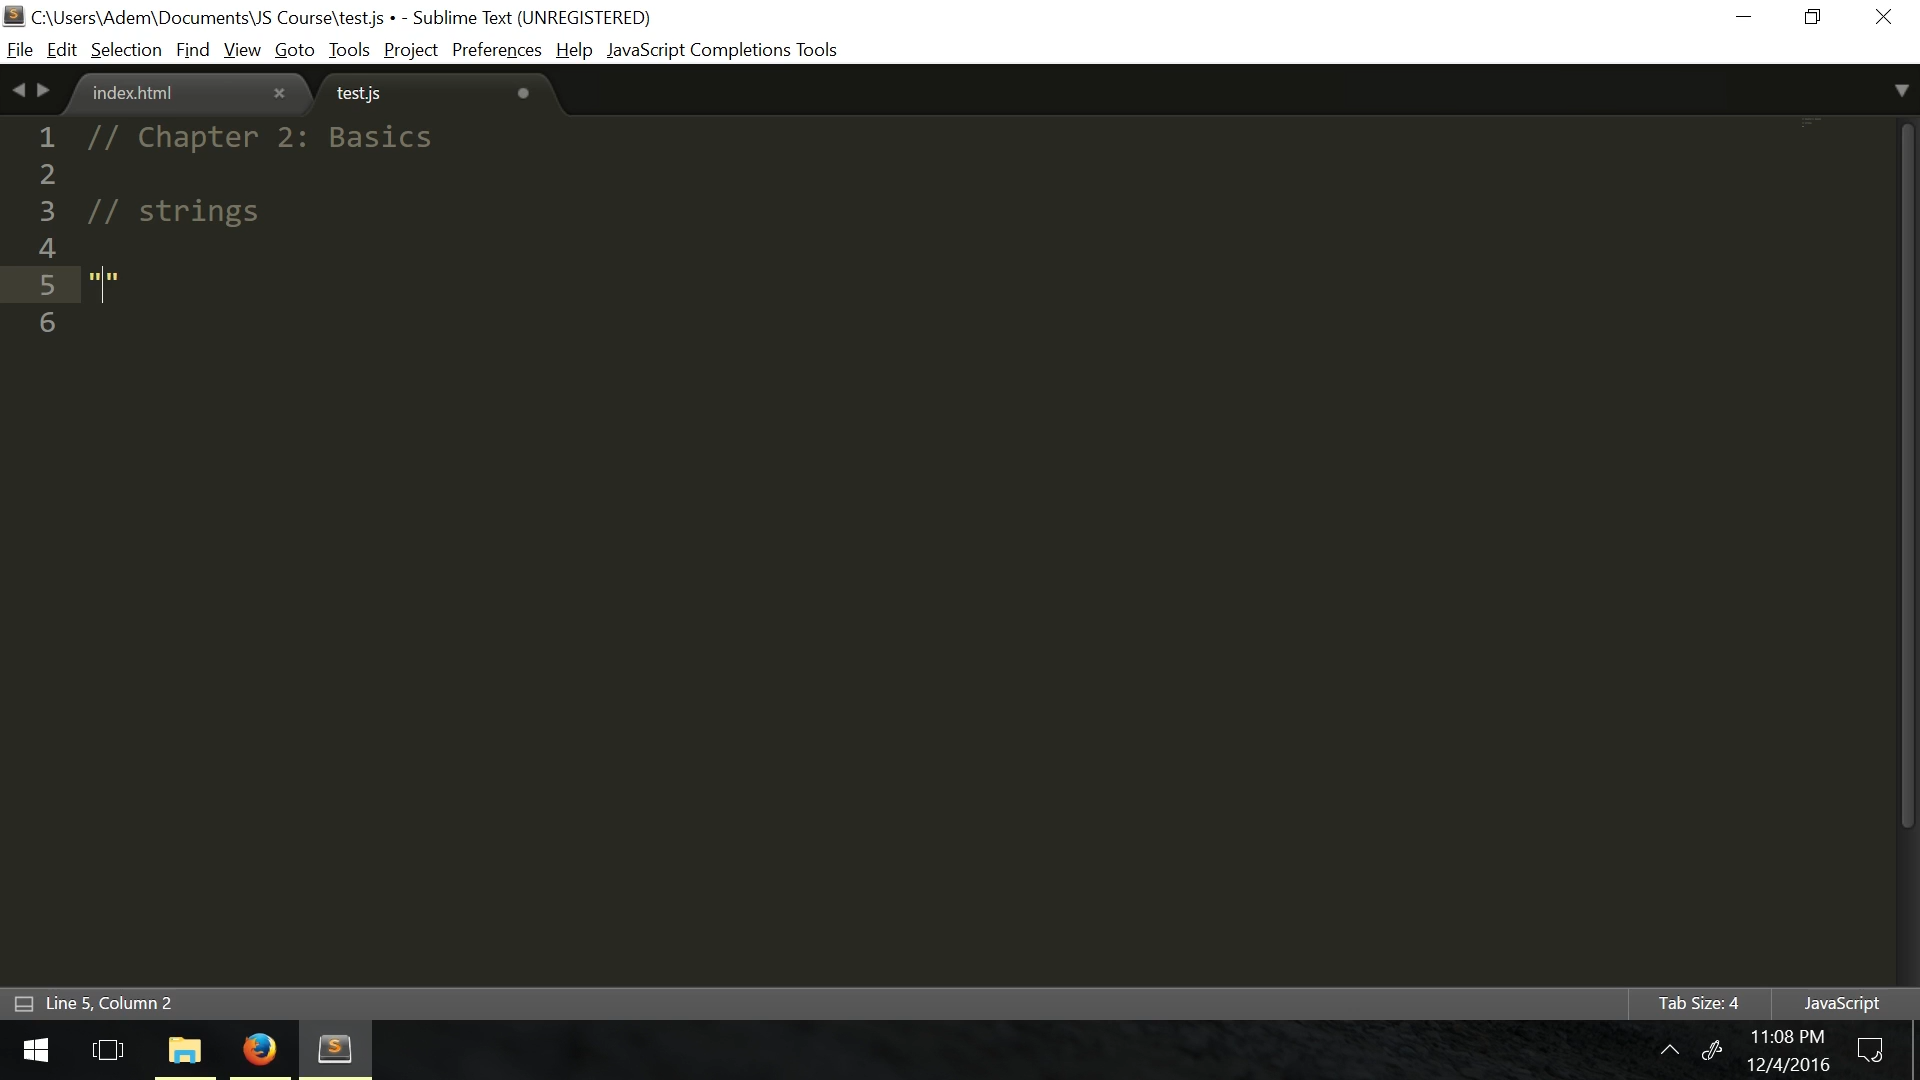 C:\Users\Adem\Documents\JS Course\test.js • - Sublime Text (UNREGISTERED)
File Edit Selection Find View Goto Tools Project Preferences Help JavaScript Completions Tools
index.html test.js
1 // Chapter 2: Basics
2
3 // strings
4
5 ""
6
Line 5, Column 2 Tab Size: 4 JavaScript
11:08 PM
12/4/2016